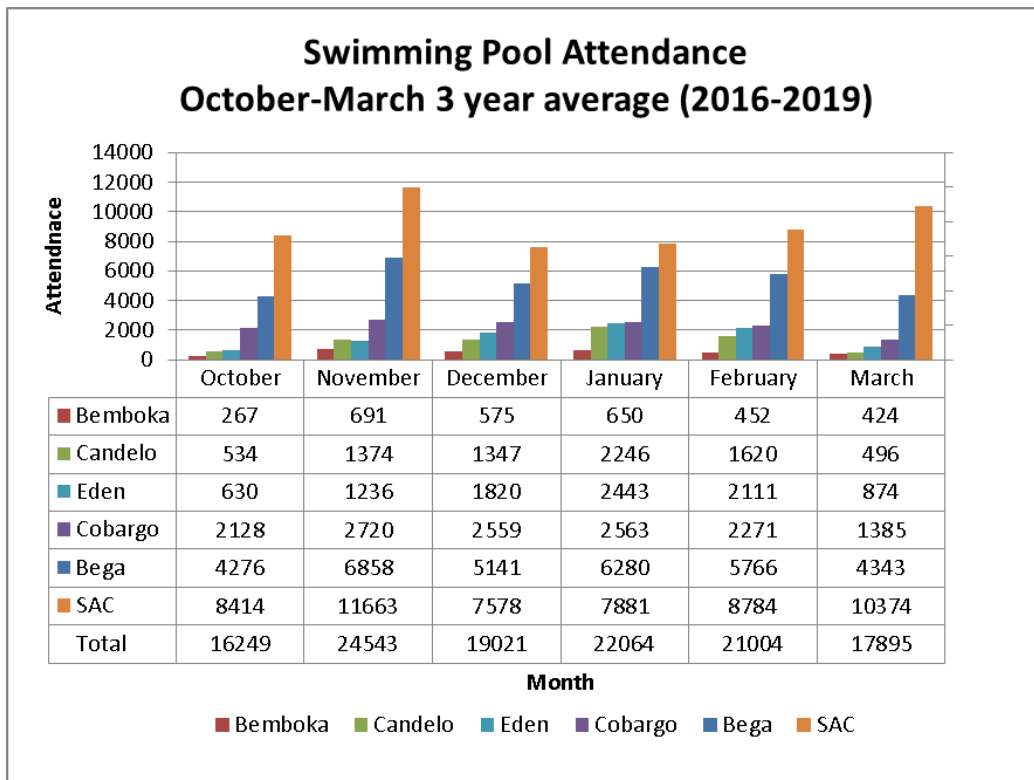 Swimming Pool Attendance
October-March 3 year average (2016-2019)
14000
12000
10000
8000
6000
4000
2000
0
Attendnace
October November December January February March
Bemboka 267 691 575 650 452 424
Candelo 534 1374 1347 2246 1620 496
Eden 630 1236 1820 2443 2111 874
Cobargo 2128 2720 2559 2563 2271 1385
Bega 4276 6858 5141 6280 5766 4343
SAC 8414 11663 7578 7881 8784 10374
Total 16249 24543 19021 22064 21004 17895
Month
Bemboka Candelo Eden Cobargo Bega SAC